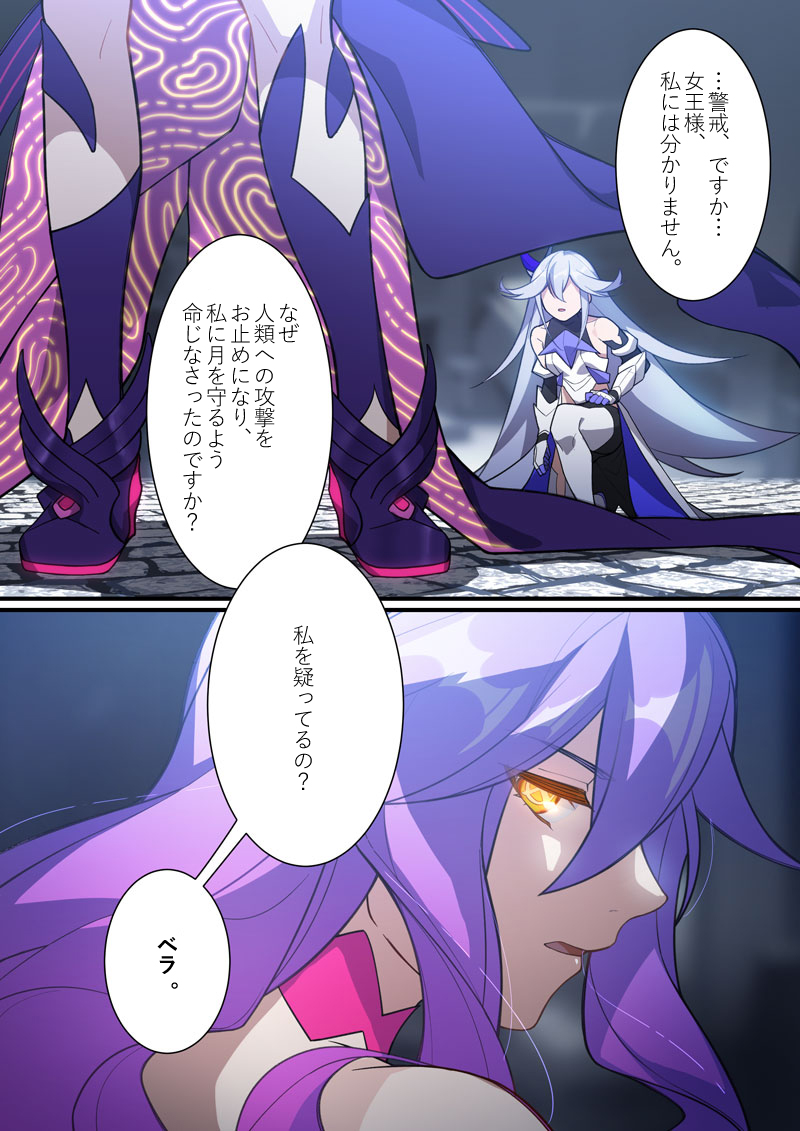 …警戒、ですか…
女王様、
私には分かりません。
なぜ
人類への攻撃を
お止めになり、
私に月を守るよう
命じなさったのですか？
私を疑ってるの？
ベラ。